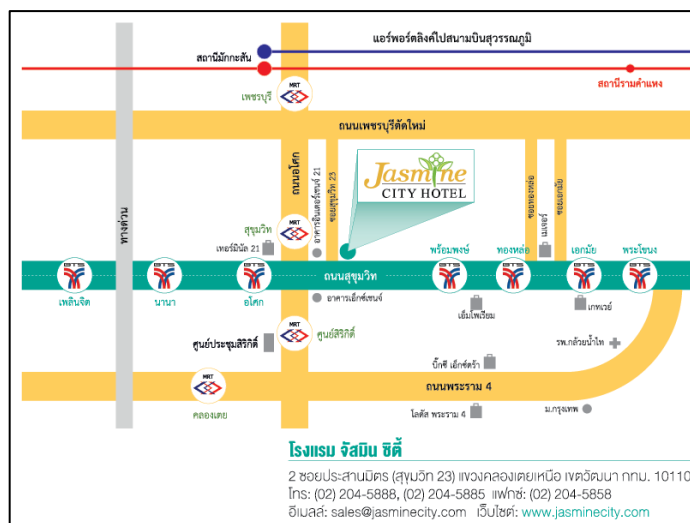 แอร์พอร์ตลิงค์ไปสนามบินสุวรรณภูมิ
สถานีมักกะสัน
สถานีรามคำแหง
MRT
เพชรบุรี
ถนนเพชรบุรีตัดใหม่
ทางด่วน
ถนนอโศก
อาคารอินเตอร์เชนจ์ 21
ซอยสุขุมวิท 23
Jasmine
CITY HOTEL
ซอยทองหล่อ
เมเจอร์
ซอยเอกมัย
สุขุมวิท
MRT
เทอร์มินัล 21
พร้อมพงษ์
ทองหล่อ
เอกมัย
พระโขนง
BTS
BTS
BTS
ถนนสุขุมวิท
BTS
BTS
BTS
BTS
เพลินจิต
นานา
อโศก
อาคารเอ็กซ์เชนจ์
เอ็มโพเรียม
เกทเวย์
MRT
ศูนย์สิริกิติ์
ศูนย์ประชุมสิริกิติ์
รพ.กล้วยน้ำไท
บิ๊กซี เอ็กซ์ตร้า
MRT
ถนนพระราม 4
คลองเตย
โลตัส พระราม 4
ม.กรุงเทพ
โรงแรม จัสมิน ซิตี้
2 ซอยประสานมิตร (สุขุมวิท 23) แขวงคลองเตยเหนือ เขตวัฒนา กทม. 10110
โทร: (02) 204-5888, (02) 204-5885 แฟกซ์: (02) 204-5858
อีเมลล์: sales@jasminecity.com เว็บไซต์: www.jasminecity.com